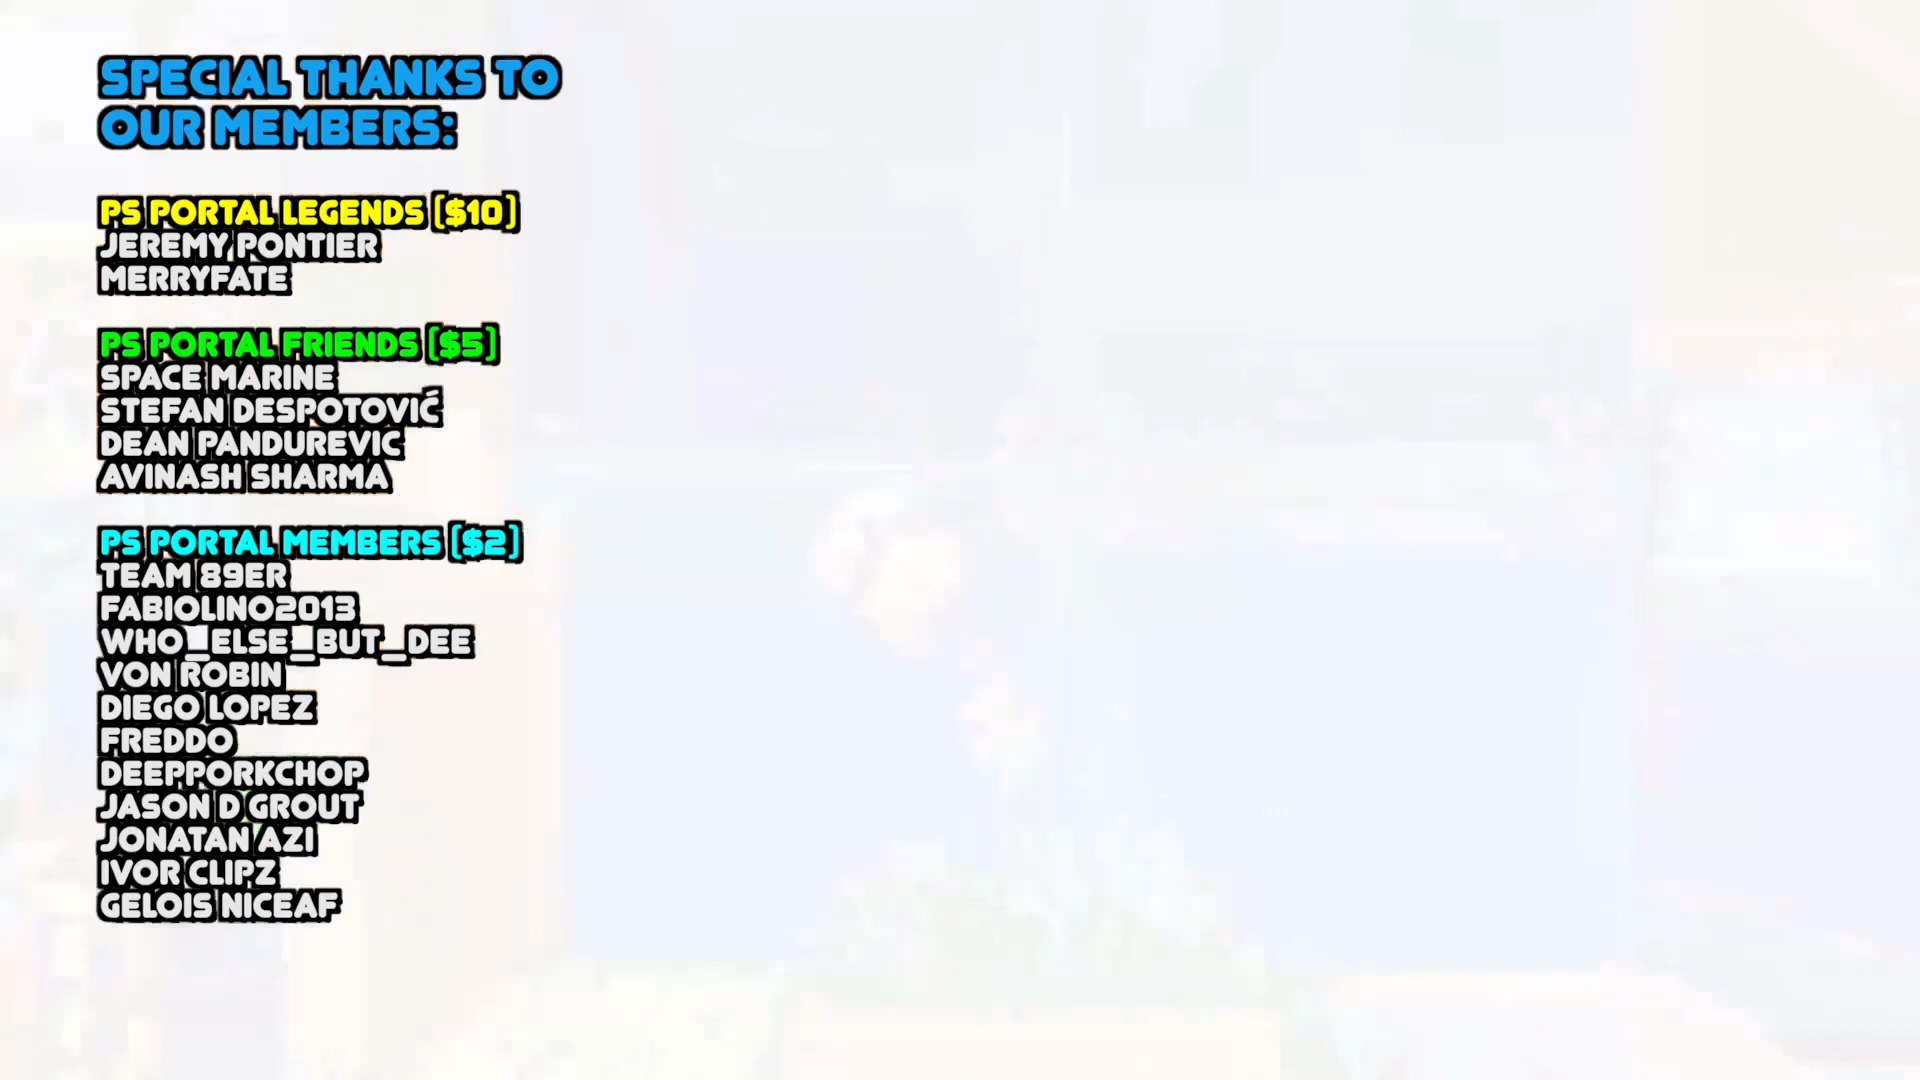 SPECIAL THANKS TO
OUR MEMBERS:
PS PORTAL LEGENDS [$10]
JEREMY PONTIER
MERRYFATE
PS PORTAL FRIENDS [$5]
SPACE MARINE
STEFAN DESPOTOVIĆ
DEAN PANDUREVIC
AVINASH SHARMA
PS PORTAL MEMBERS [$2]
TEAM 89ER
FABIOLINO2013
WHO_ELSE_BUT_DEE
VON ROBIN
DIEGO LOPEZ
FREDDO
DEEPPORKCHOP
JASON D GROUT
JONATAN AZI
IVOR CLIPZ
GELOIS NICEAF